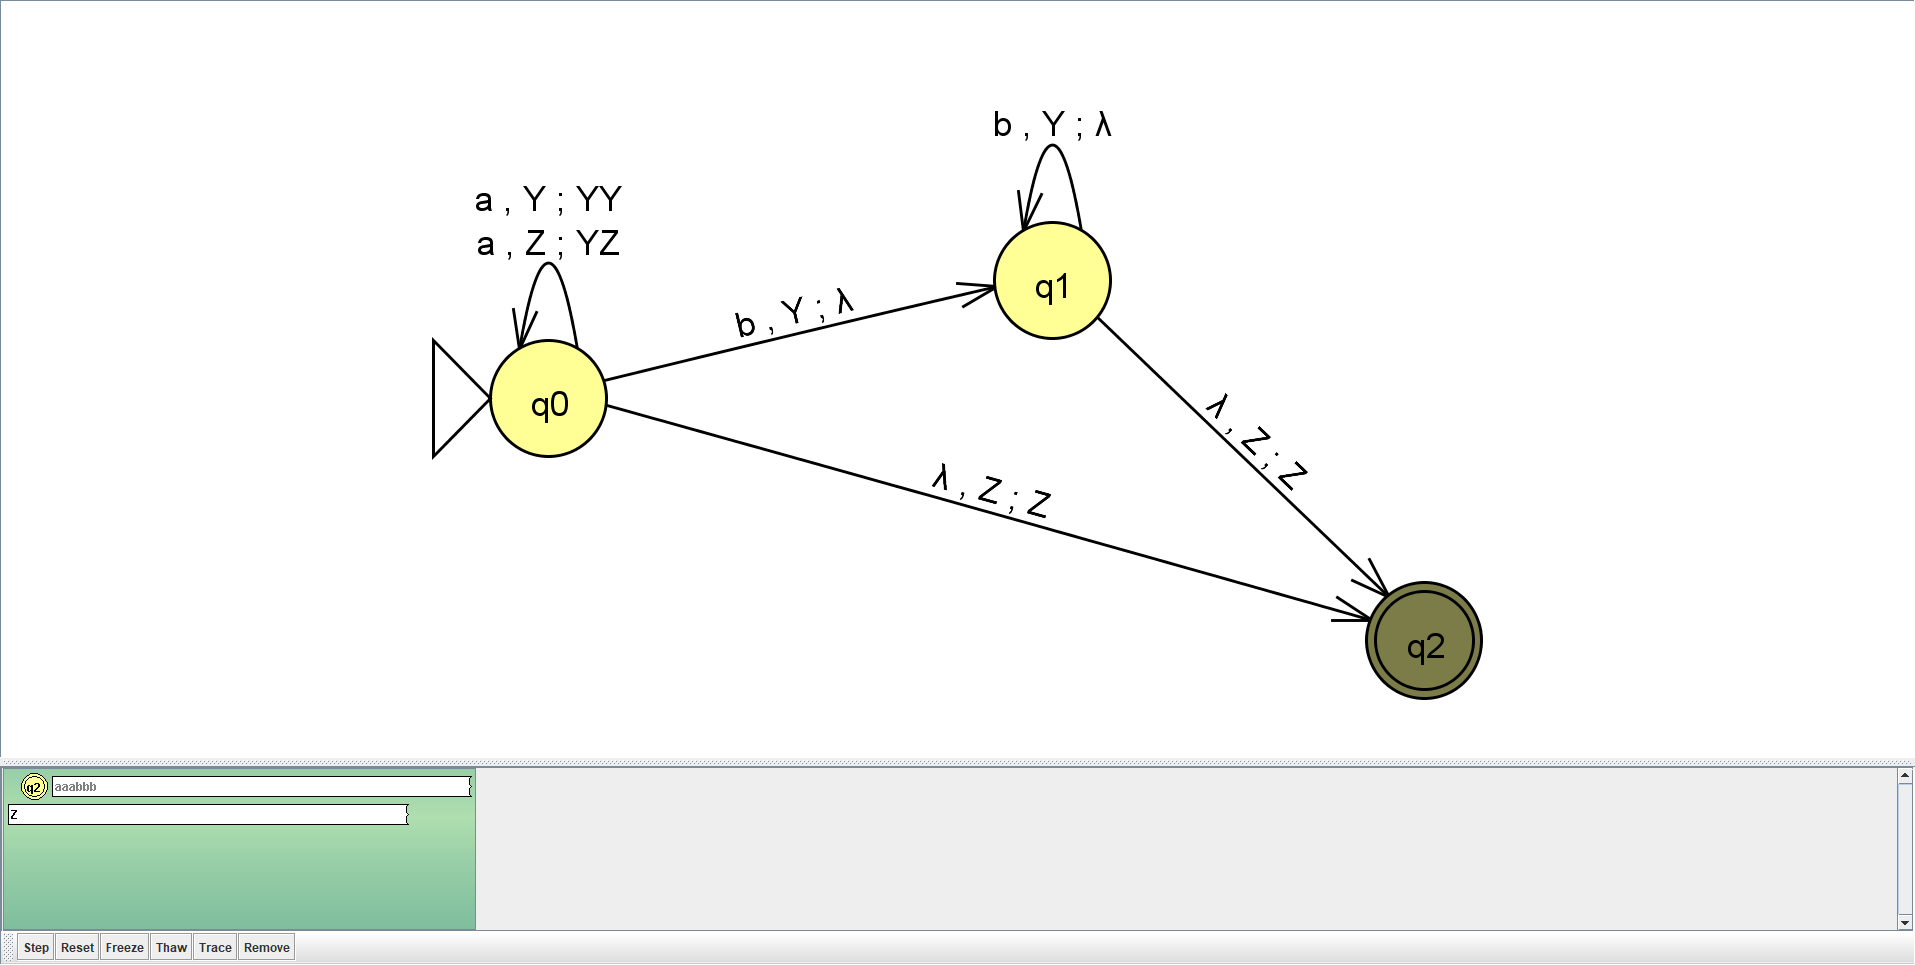 b , Y ; λ
a , Y ; YY
a , Z ; YZ
b , Y ; λ
q1
q0
λ , Z ; Z
λ , Z ; Z
q2
q2 aaabbb
Z
Step Reset Freeze Thaw Trace Remove